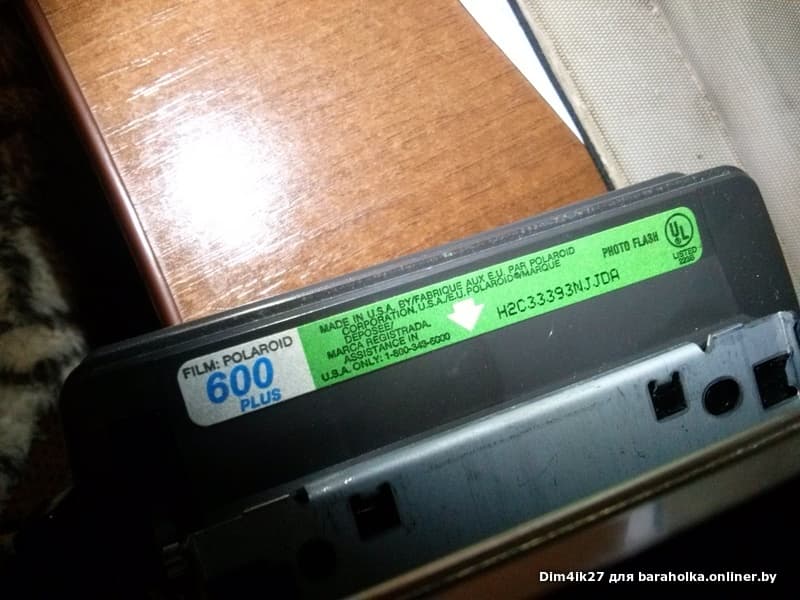 FILM: POLAROID
600
PLUS
MADE IN U.S.A. BY/FABRIQUE AUX E.U. PAR POLAROID
CORPORATION, U.S.A./E.U. POLAROID®/MARQUE
DEPOSEE/
MARCA REGISTRADA.
ASSISTANCE IN
U.S.A. ONLY: 1-800-343-5000
H2C33393NJJDA
PHOTO FLASH
UL
®
LISTED
Dim4ik27 для baraholka.onliner.by